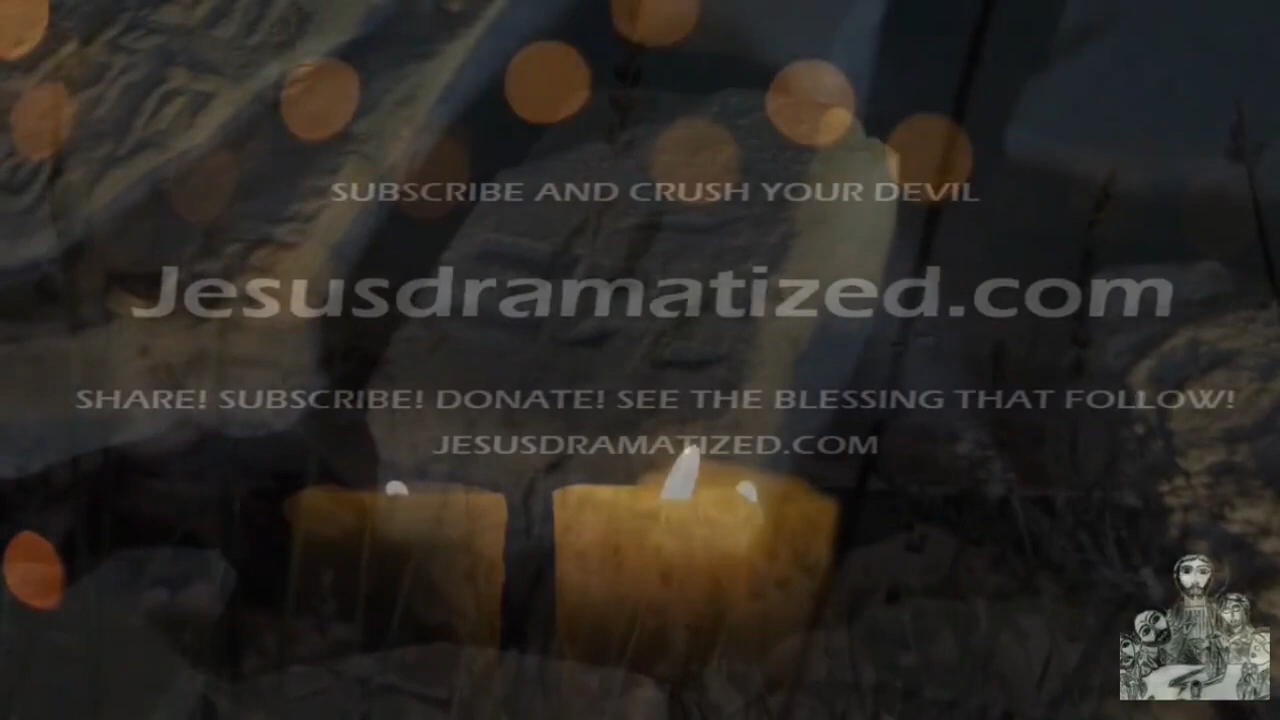 SUBSCRIBE AND CRUSH YOUR DEVIL
Jesusdramatized.com
SHARE! SUBSCRIBE! DONATE! SEE THE BLESSING THAT FOLLOW!
JESUSDRAMATIZED.COM